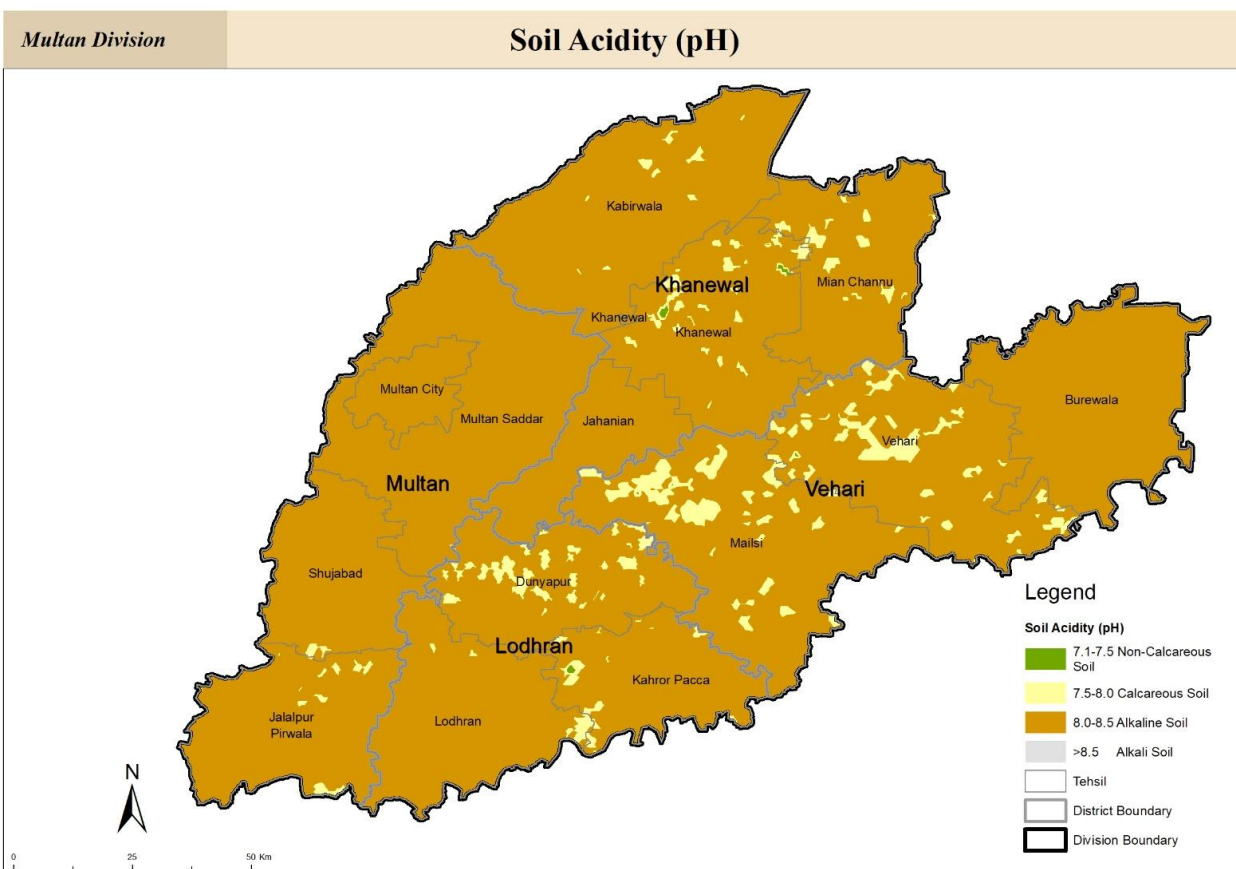 Multan Division
Soil Acidity (pH)
Kabirwala
Khanewal
Mian Channu
Khanewal
Khanewal
Multan City
Multan Saddar
Jahanian
Burewala
Vehari
Multan
Vehari
Mailsi
Shujabad
Dunyapur
Lodhran
Kahror Pacca
Jalalpur
Pirwala
Lodhran
Legend
Soil Acidity (pH)
7.1-7.5 Non-Calcareous
Soil
7.5-8.0 Calcareous Soil
8.0-8.5 Alkaline Soil
>8.5 Alkali Soil
Tehsil
District Boundary
Division Boundary
N
0 25 50 Km